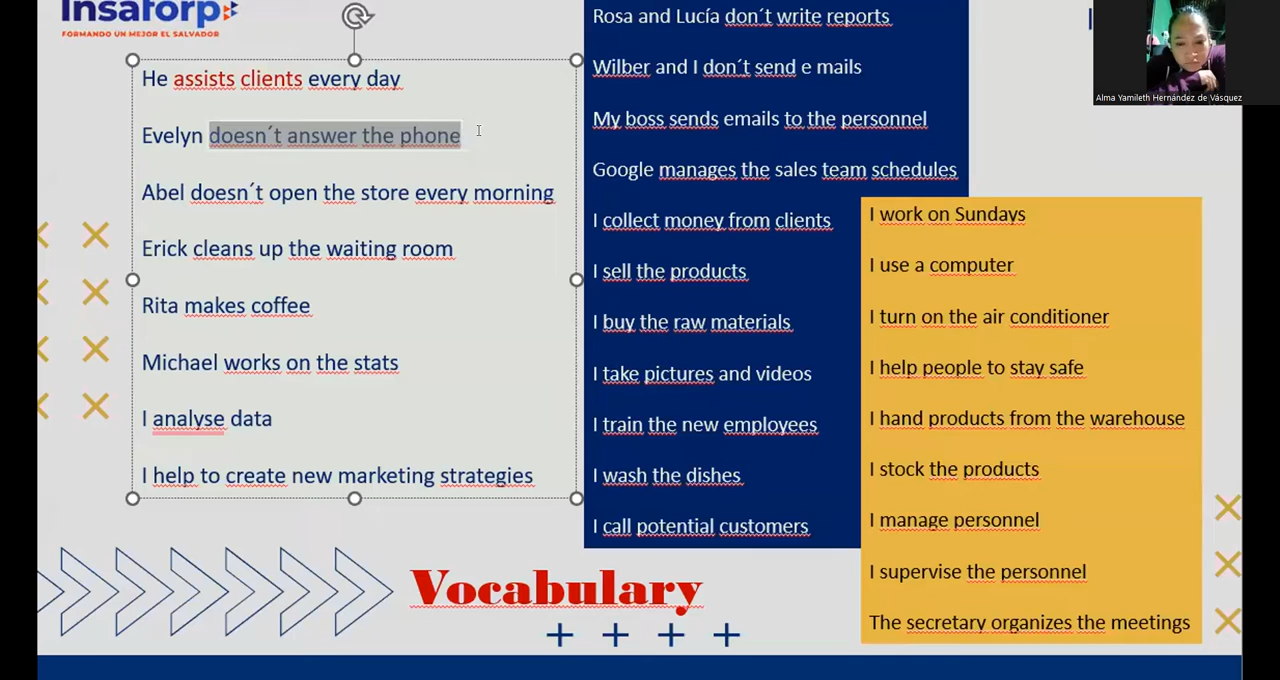 Insaforp
FORMANDO UN MEJOR EL SALVADOR
He assists clients every day
Evelyn doesn´t answer the phone
Abel doesn´t open the store every morning
Erick cleans up the waiting room
Rita makes coffee
Michael works on the stats
I analyse data
I help to create new marketing strategies
Rosa and Lucía don´t write reports
Wilber and I don´t send e mails
My boss sends emails to the personnel
Google manages the sales team schedules
I collect money from clients
I sell the products
I buy the raw materials
I take pictures and videos
I train the new employees
I wash the dishes
I call potential customers
I work on Sundays
I use a computer
I turn on the air conditioner
I help people to stay safe
I hand products from the warehouse
I stock the products
I manage personnel
I supervise the personnel
The secretary organizes the meetings
Vocabulary
Alma Yamileth Hernández de Vásquez